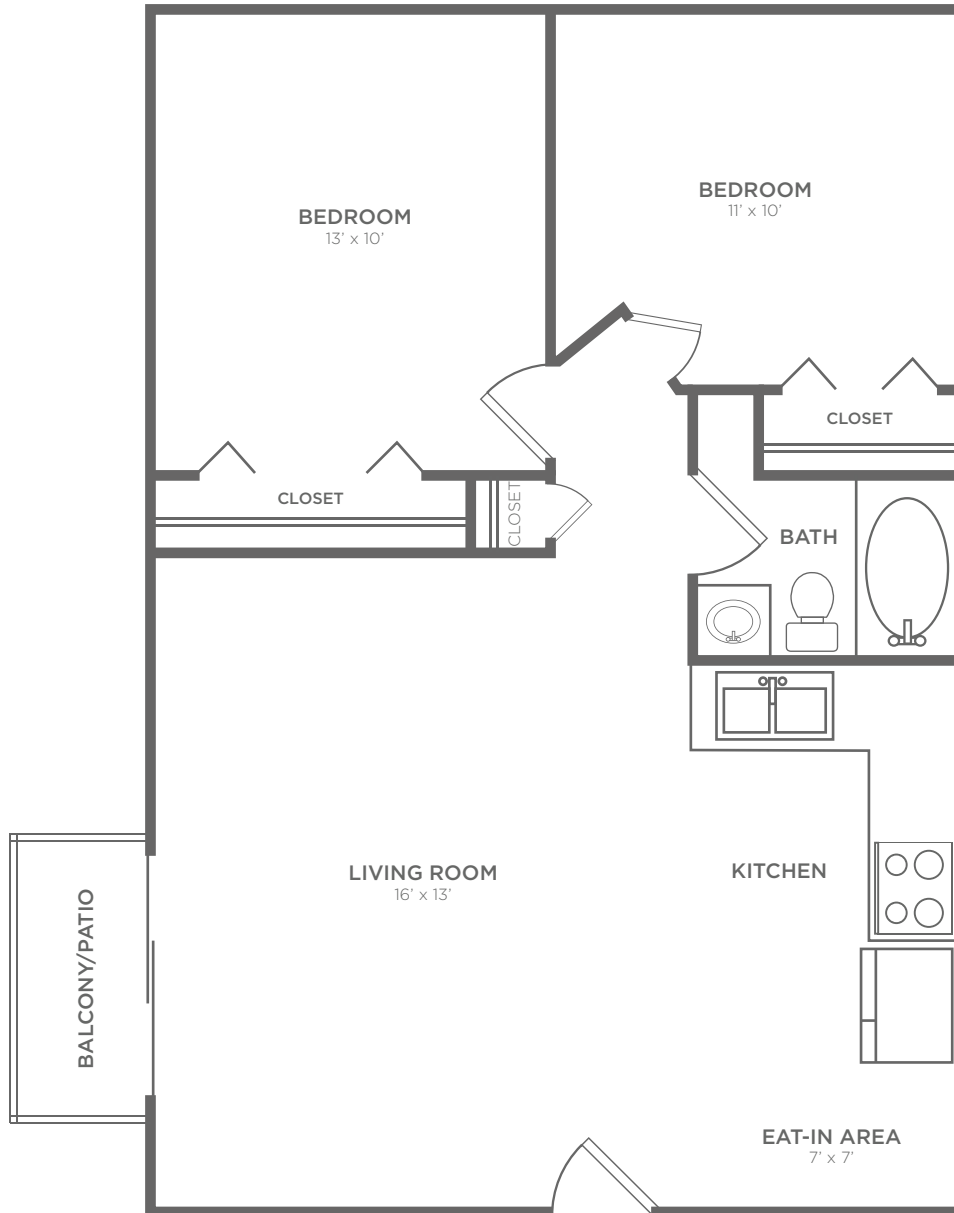 BEDROOM
13’ x 10’
BEDROOM
11’ x 10’
CLOSET
CLOSET
CLOSET
BATH
LIVING ROOM
16’ x 13’
KITCHEN
BALCONY/PATIO
EAT-IN AREA
7’ x 7’